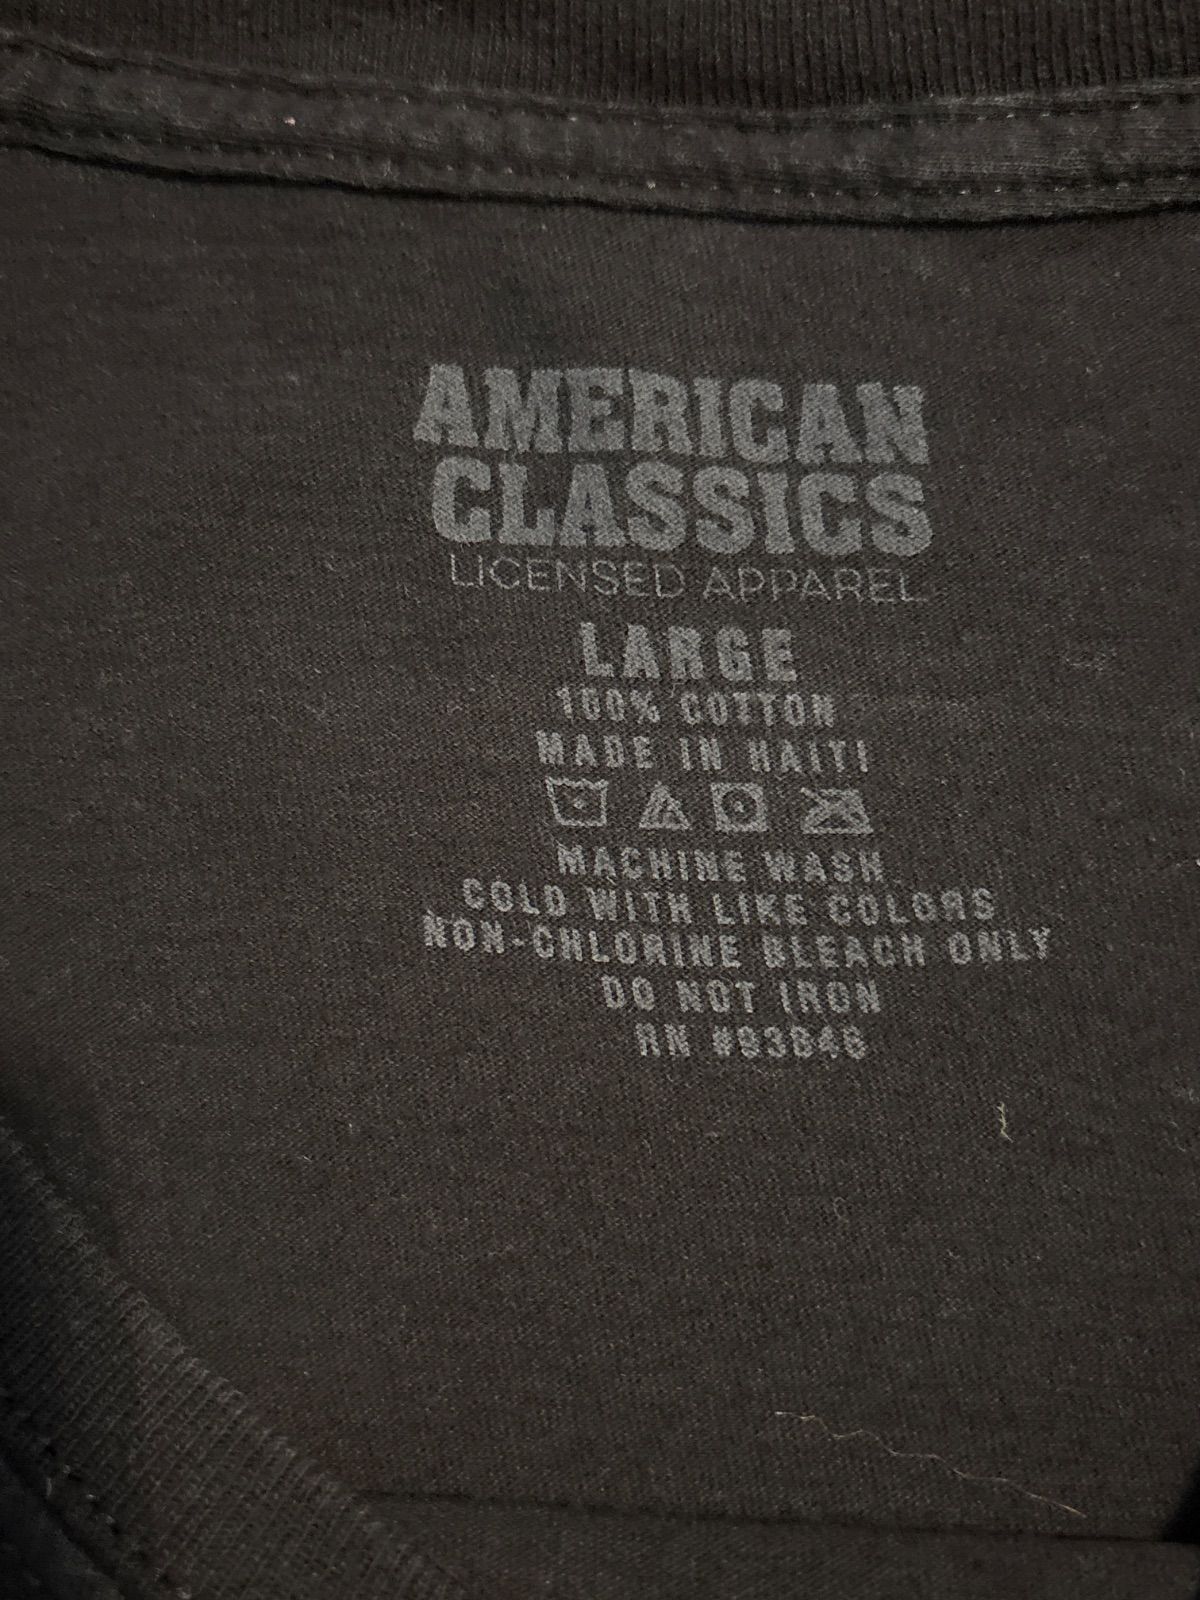 AMERICAN
CLASSICS
LICENSED APPAREL
LARGE
100% COTTON
MADE IN HAITI
MACHINE WASH
COLD WITH LIKE COLORS
NON-CHLORINE BLEACH ONLY
DO NOT IRON
RN